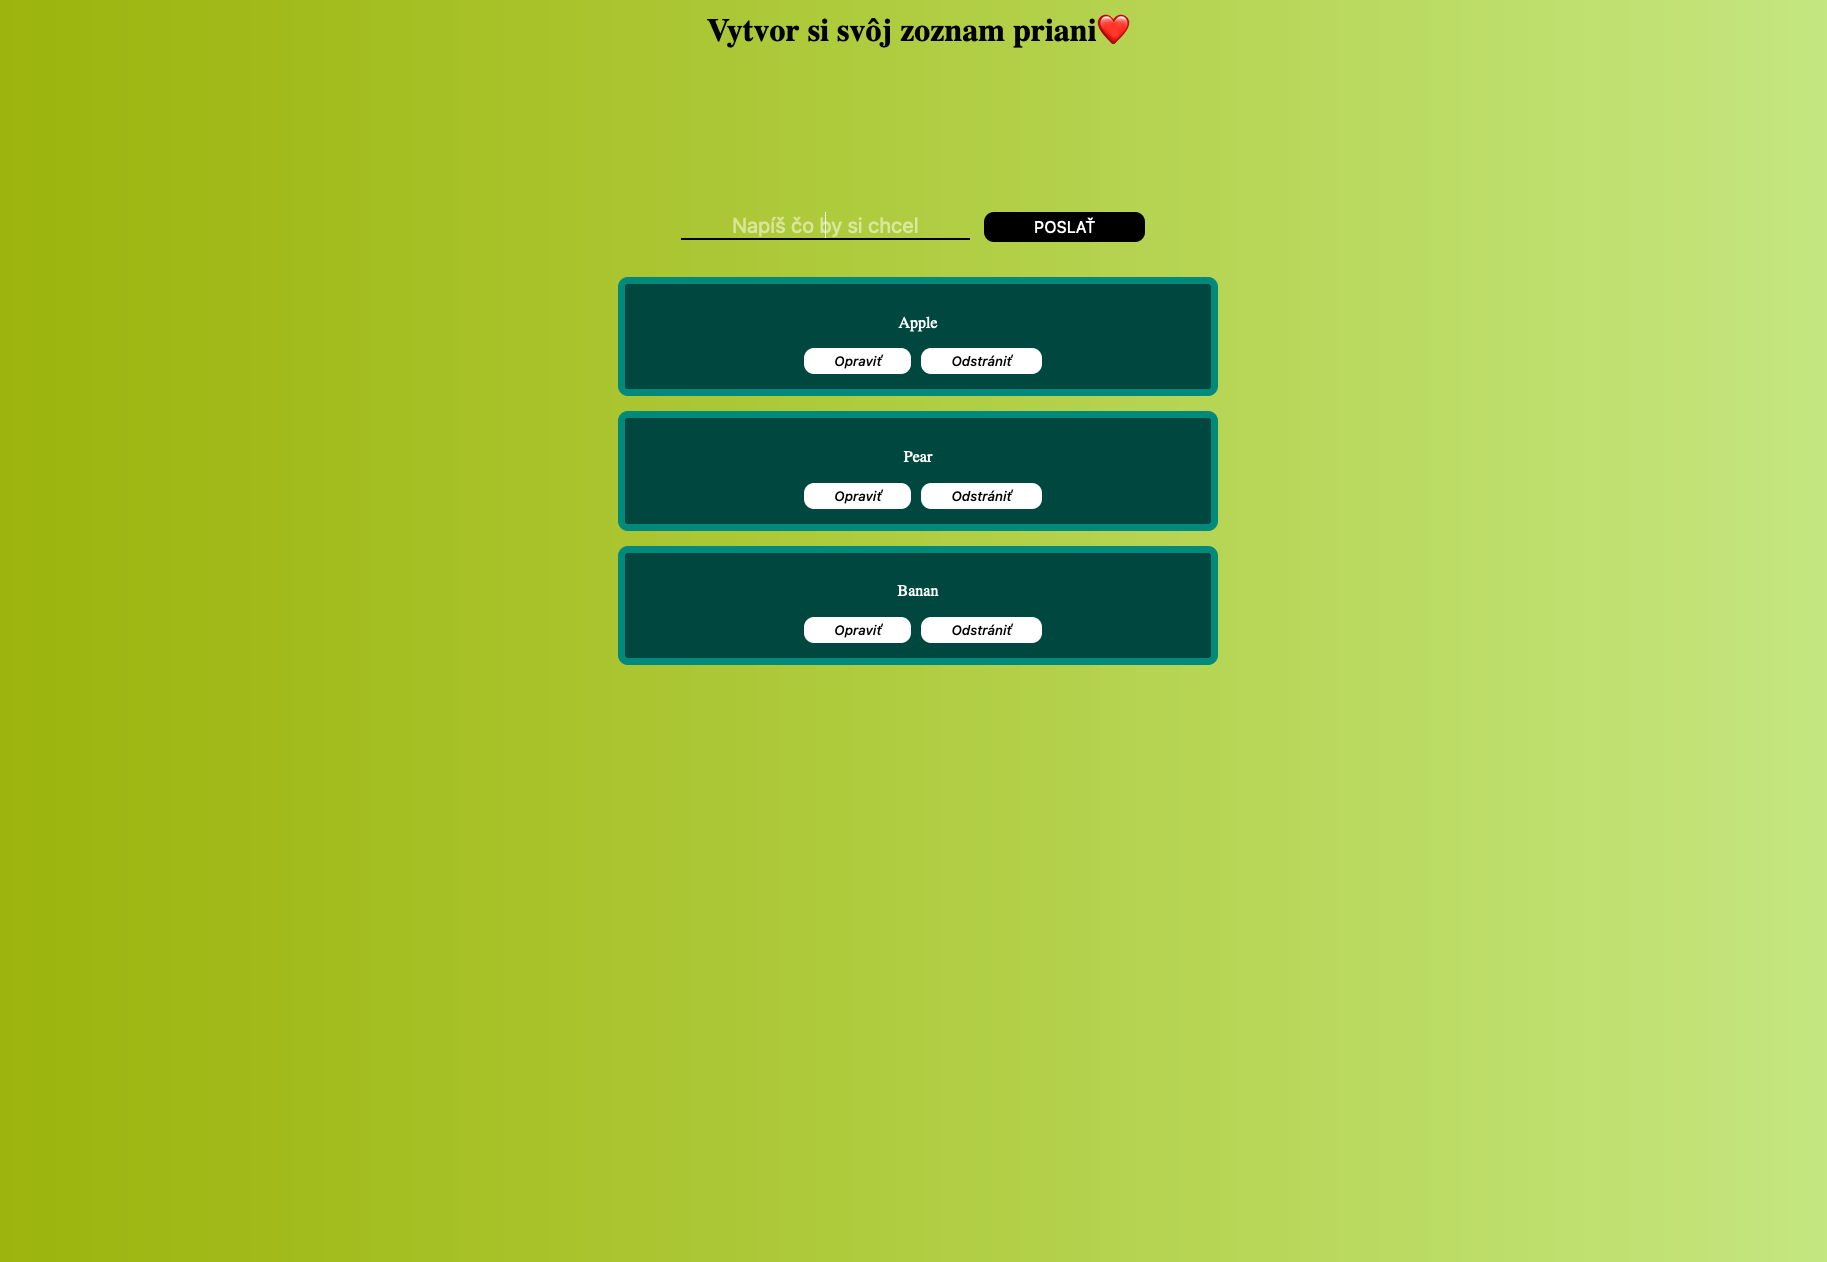 Vytvor si svôj zoznam priani❤️
Napíš čo by si chcel
POSLAŤ
Apple
Opraviť Odstrániť
Pear
Opraviť Odstrániť
Banan
Opraviť Odstrániť